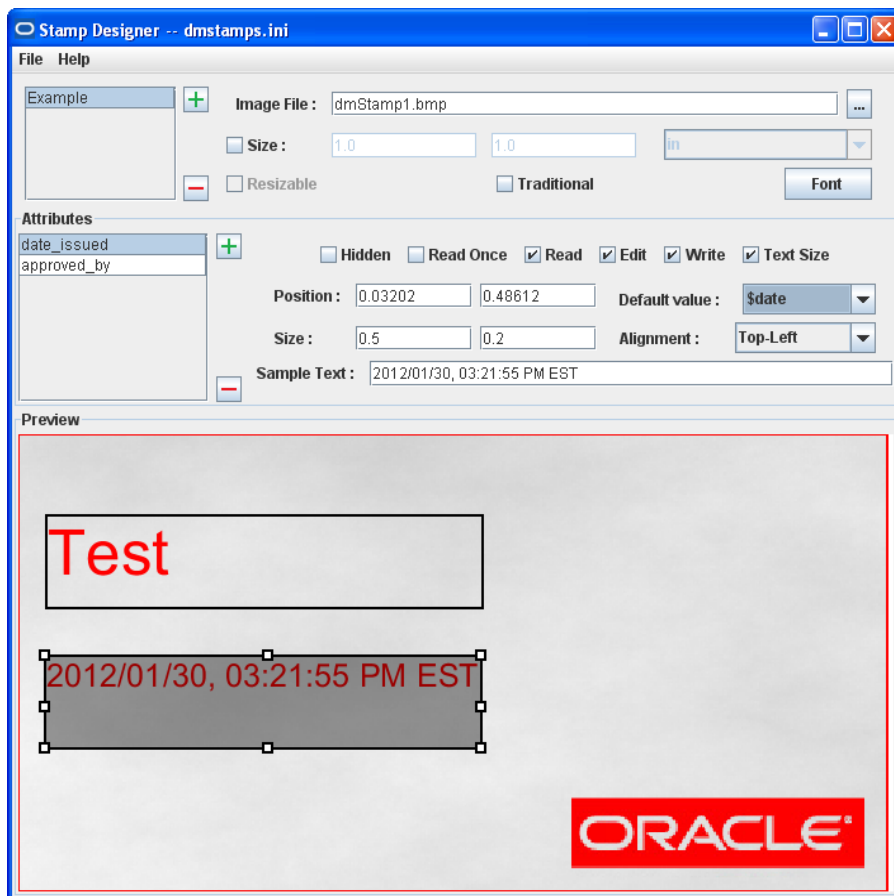 Stamp Designer -- dmstamps.ini
File Help
Example
Image File : dmStamp1.bmp ...
Size : 1.0 1.0 in
Resizable Traditional Font
Attributes
date_issued
approved_by
Hidden Read Once Read Edit Write Text Size
Position : 0.03202 0.48612 Default value : $date
Size : 0.5 0.2 Alignment : Top-Left
Sample Text : 2012/01/30, 03:21:55 PM EST
Preview
Test
2012/01/30, 03:21:55 PM EST
ORACLE®